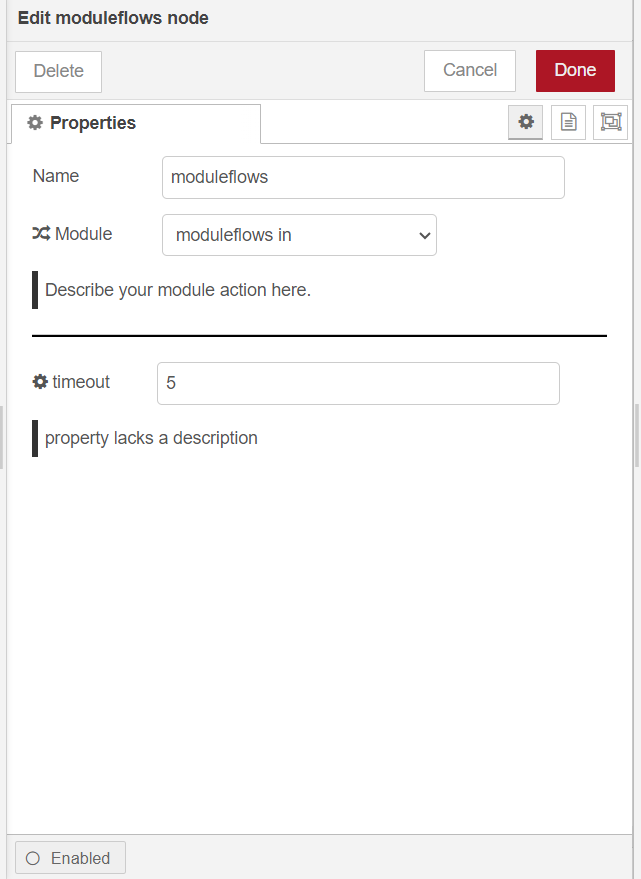 Edit moduleflows node
Delete
Cancel
Done
Properties
Name
moduleflows
Module
moduleflows in
Describe your module action here.
timeout
5
property lacks a description
Enabled